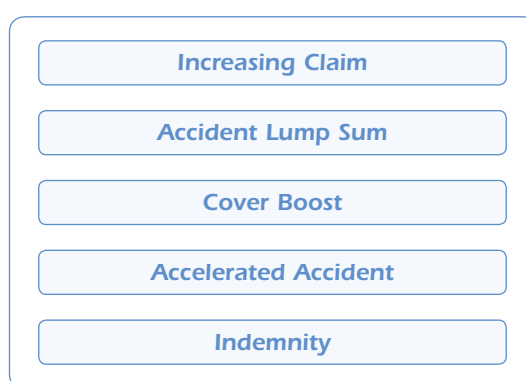 Increasing Claim
Accident Lump Sum
Cover Boost
Accelerated Accident
Indemnity